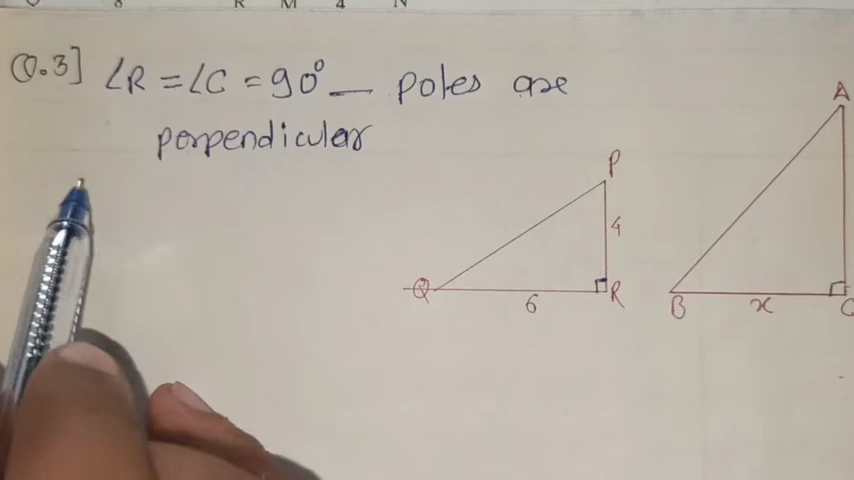 Q.3] ∠R = ∠C = 90° — poles are
perpendicular
A
P
4
Q
R
6
B
x
C